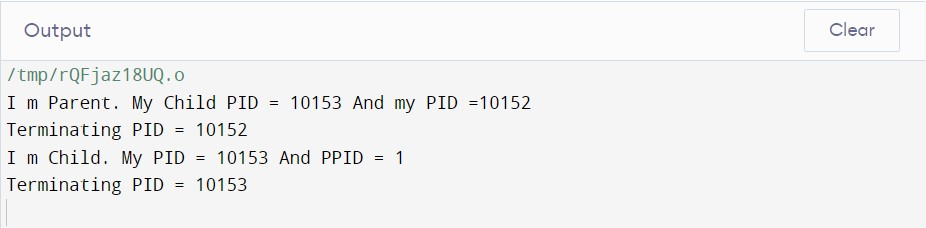 Output
Clear
/tmp/rQFjaz18UQ.o
I m Parent. My Child PID = 10153 And my PID =10152
Terminating PID = 10152
I m Child. My PID = 10153 And PPID = 1
Terminating PID = 10153